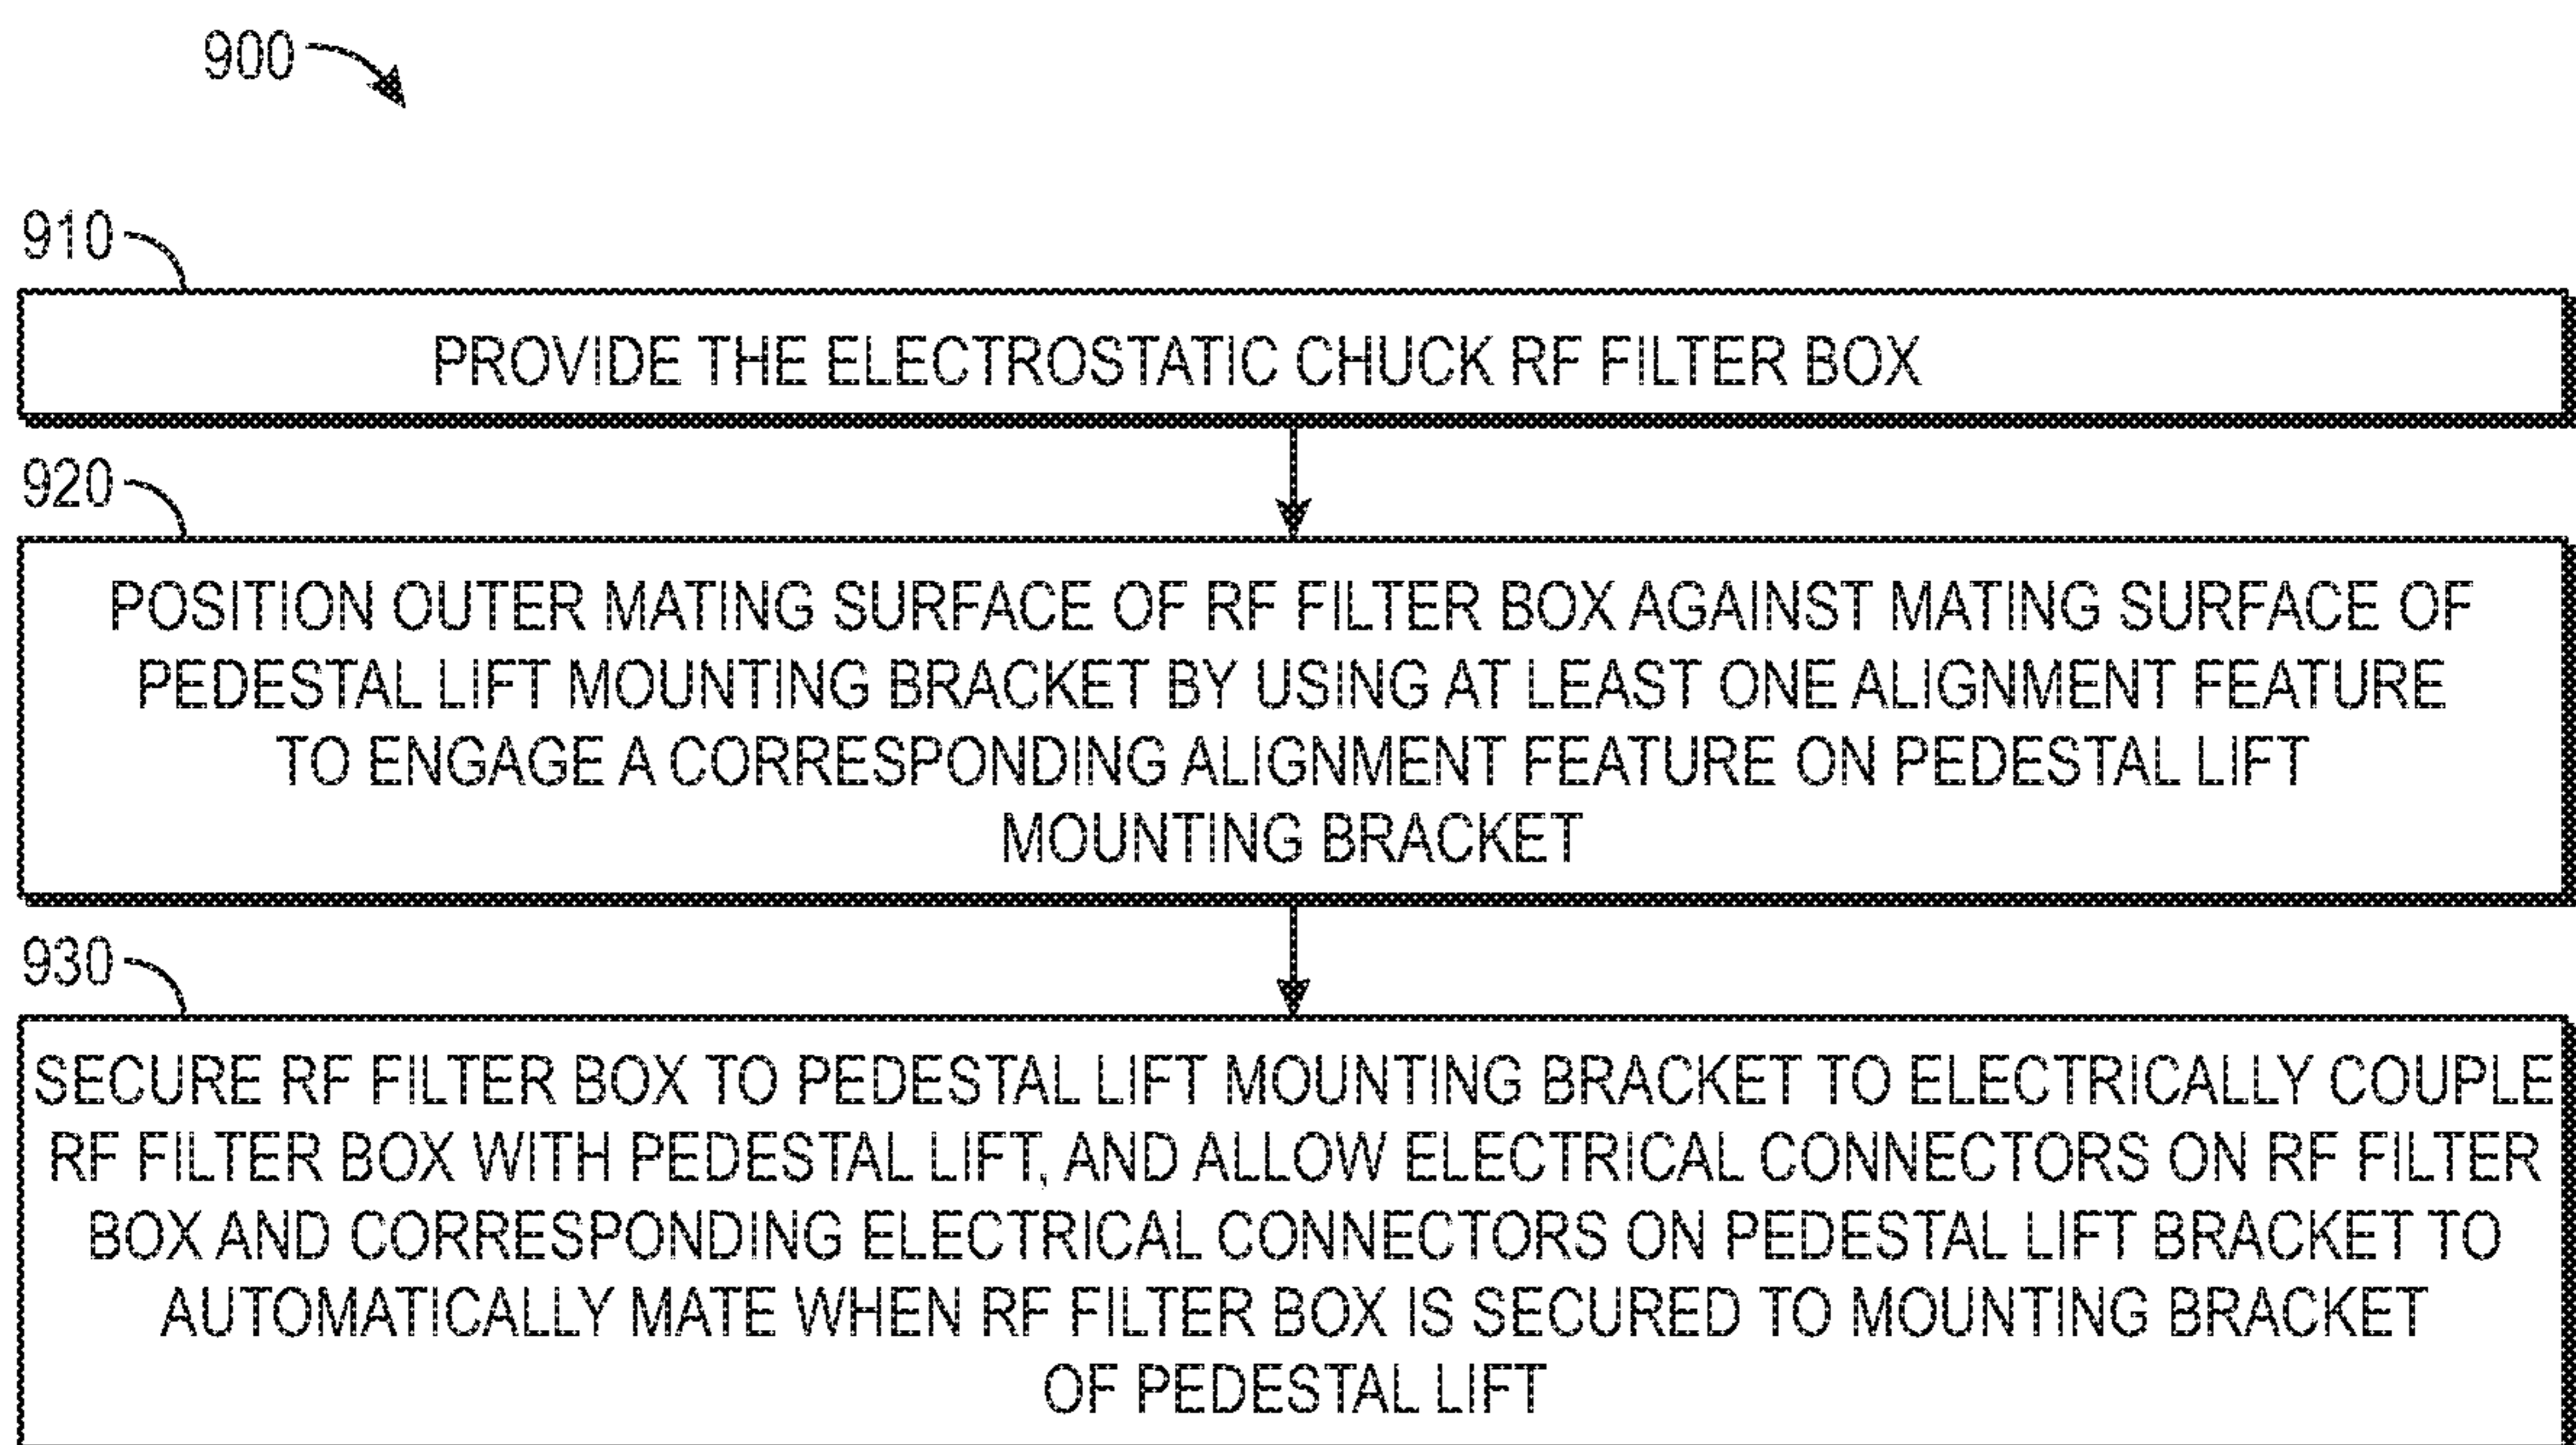 900
910
PROVIDE THE ELECTROSTATIC CHUCK RF FILTER BOX
920
POSITION OUTER MATING SURFACE OF RF FILTER BOX AGAINST MATING SURFACE OF
PEDESTAL LIFT MOUNTING BRACKET BY USING AT LEAST ONE ALIGNMENT FEATURE
TO ENGAGE A CORRESPONDING ALIGNMENT FEATURE ON PEDESTAL LIFT
MOUNTING BRACKET
930
SECURE RF FILTER BOX TO PEDESTAL LIFT MOUNTING BRACKET TO ELECTRICALLY COUPLE
RF FILTER BOX WITH PEDESTAL LIFT, AND ALLOW ELECTRICAL CONNECTORS ON RF FILTER
BOX AND CORRESPONDING ELECTRICAL CONNECTORS ON PEDESTAL LIFT BRACKET TO
AUTOMATICALLY MATE WHEN RF FILTER BOX IS SECURED TO MOUNTING BRACKET
OF PEDESTAL LIFT